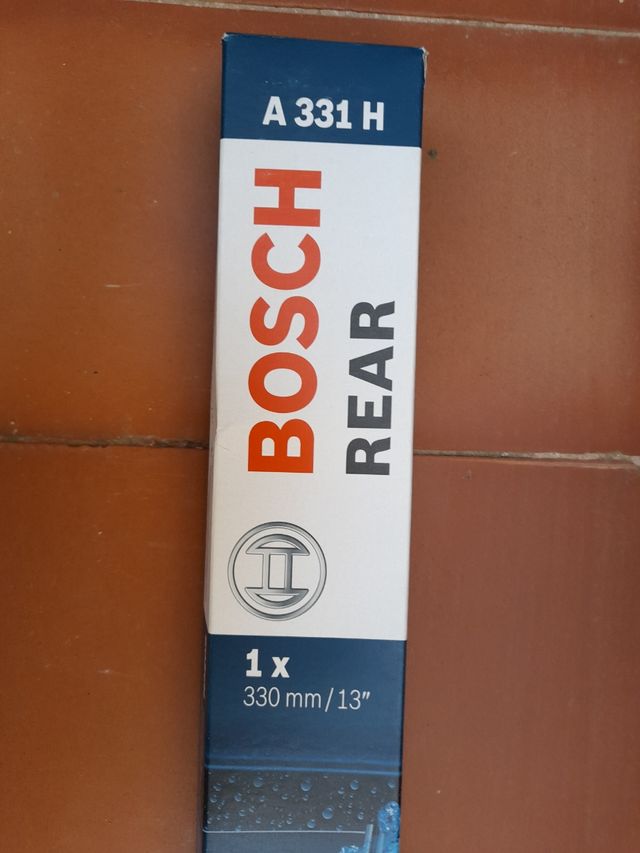 A 331 H
BOSCH
REAR
1 x
330 mm / 13"